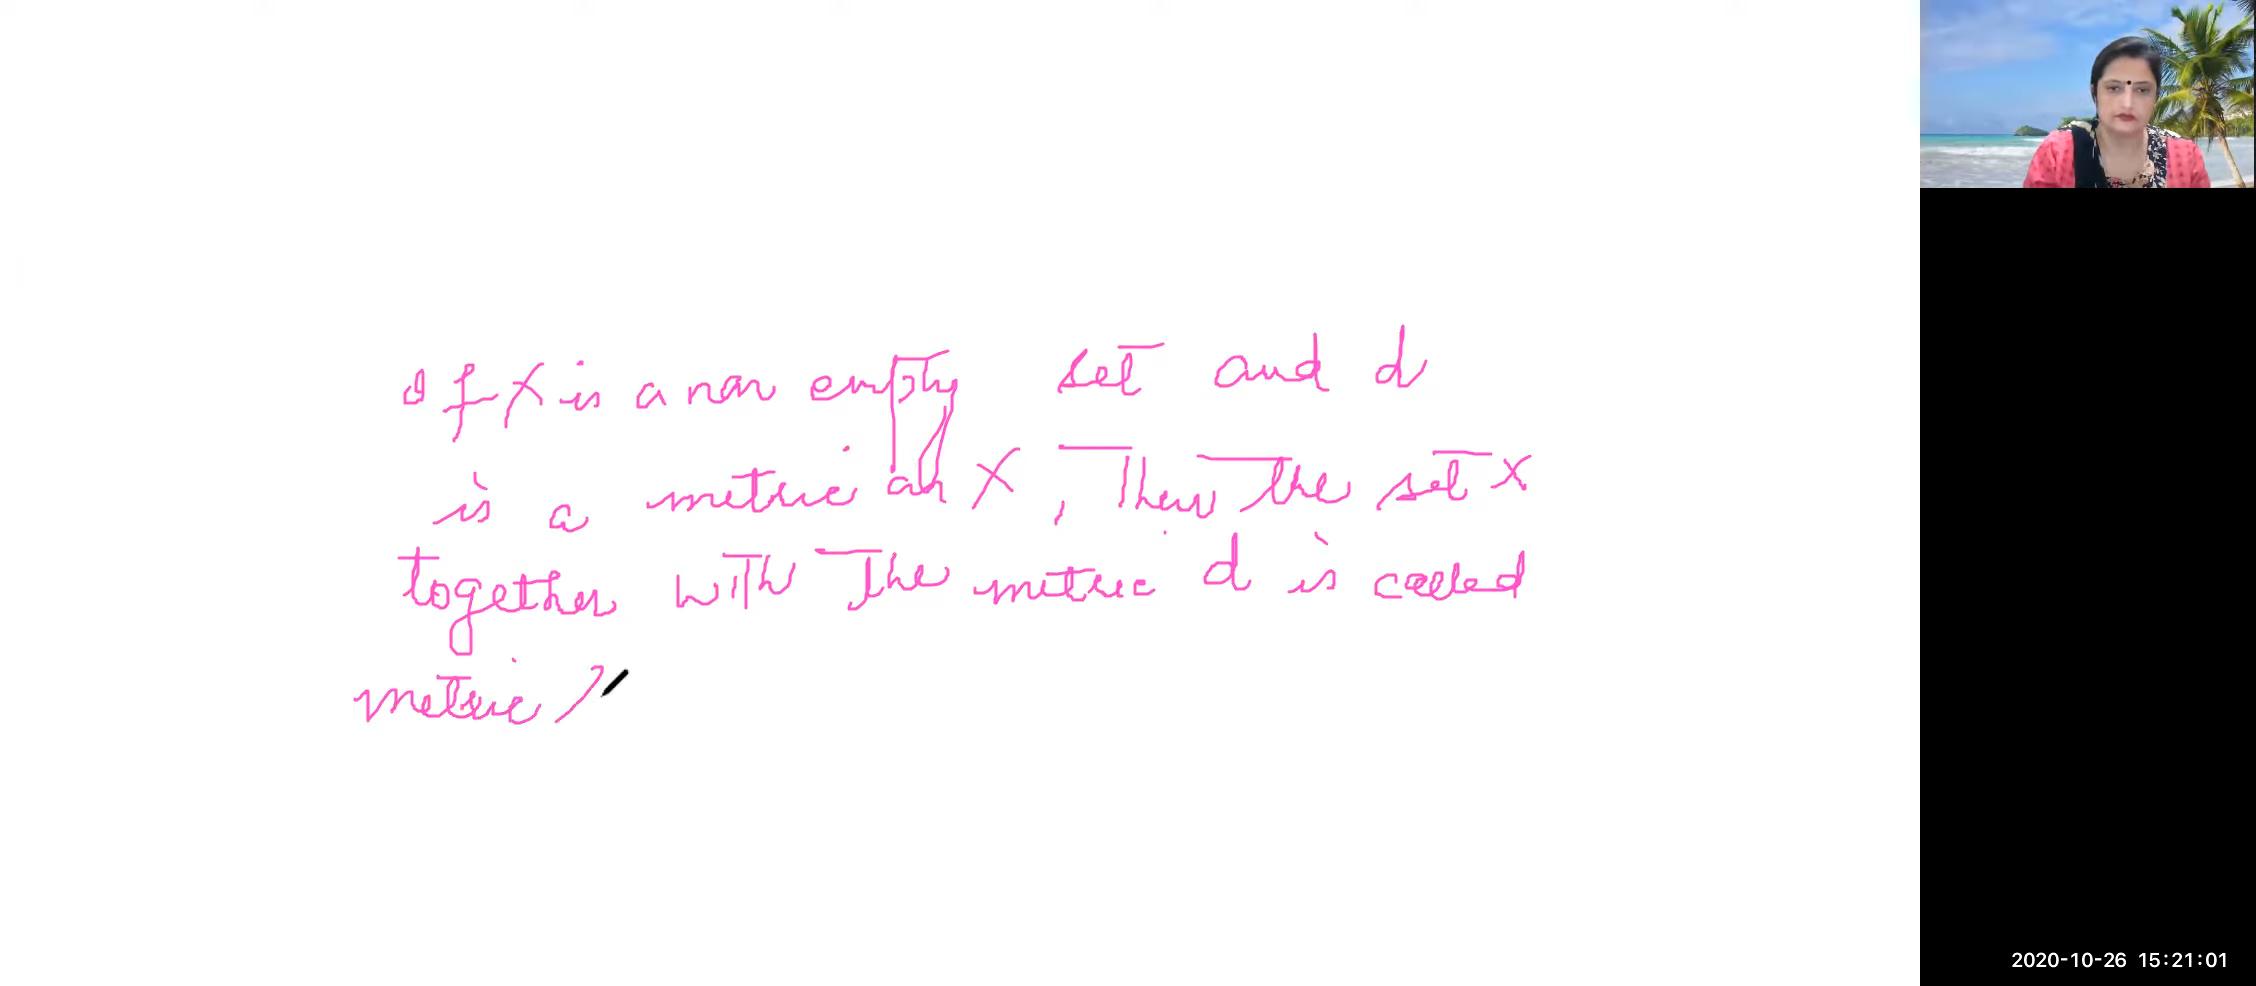 If X is a non empty set and d
is a metric on X, Then the set X
together with The metric d is called
metric
2020-10-26 15:21:01